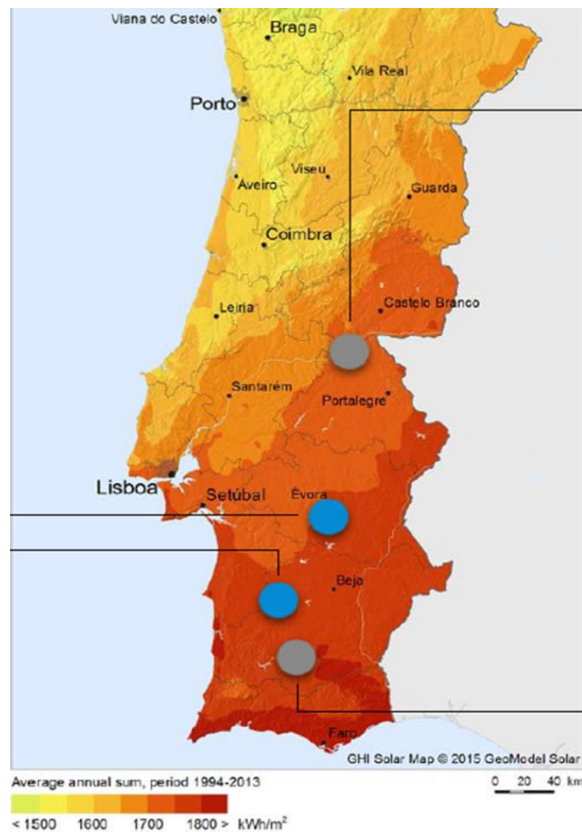 Viana do Castelo
Braga
Vila Real
Porto
Aveiro
Viseu
Guarda
Coimbra
Leiria
Castelo Branco
Santarém
Portalegre
Lisboa
Setúbal
Évora
Beja
Faro
GHI Solar Map © 2015 GeoModel Solar
Average annual sum, period 1994-2013
0 20 40 km
< 1500 1600 1700 1800 > kWh/m²